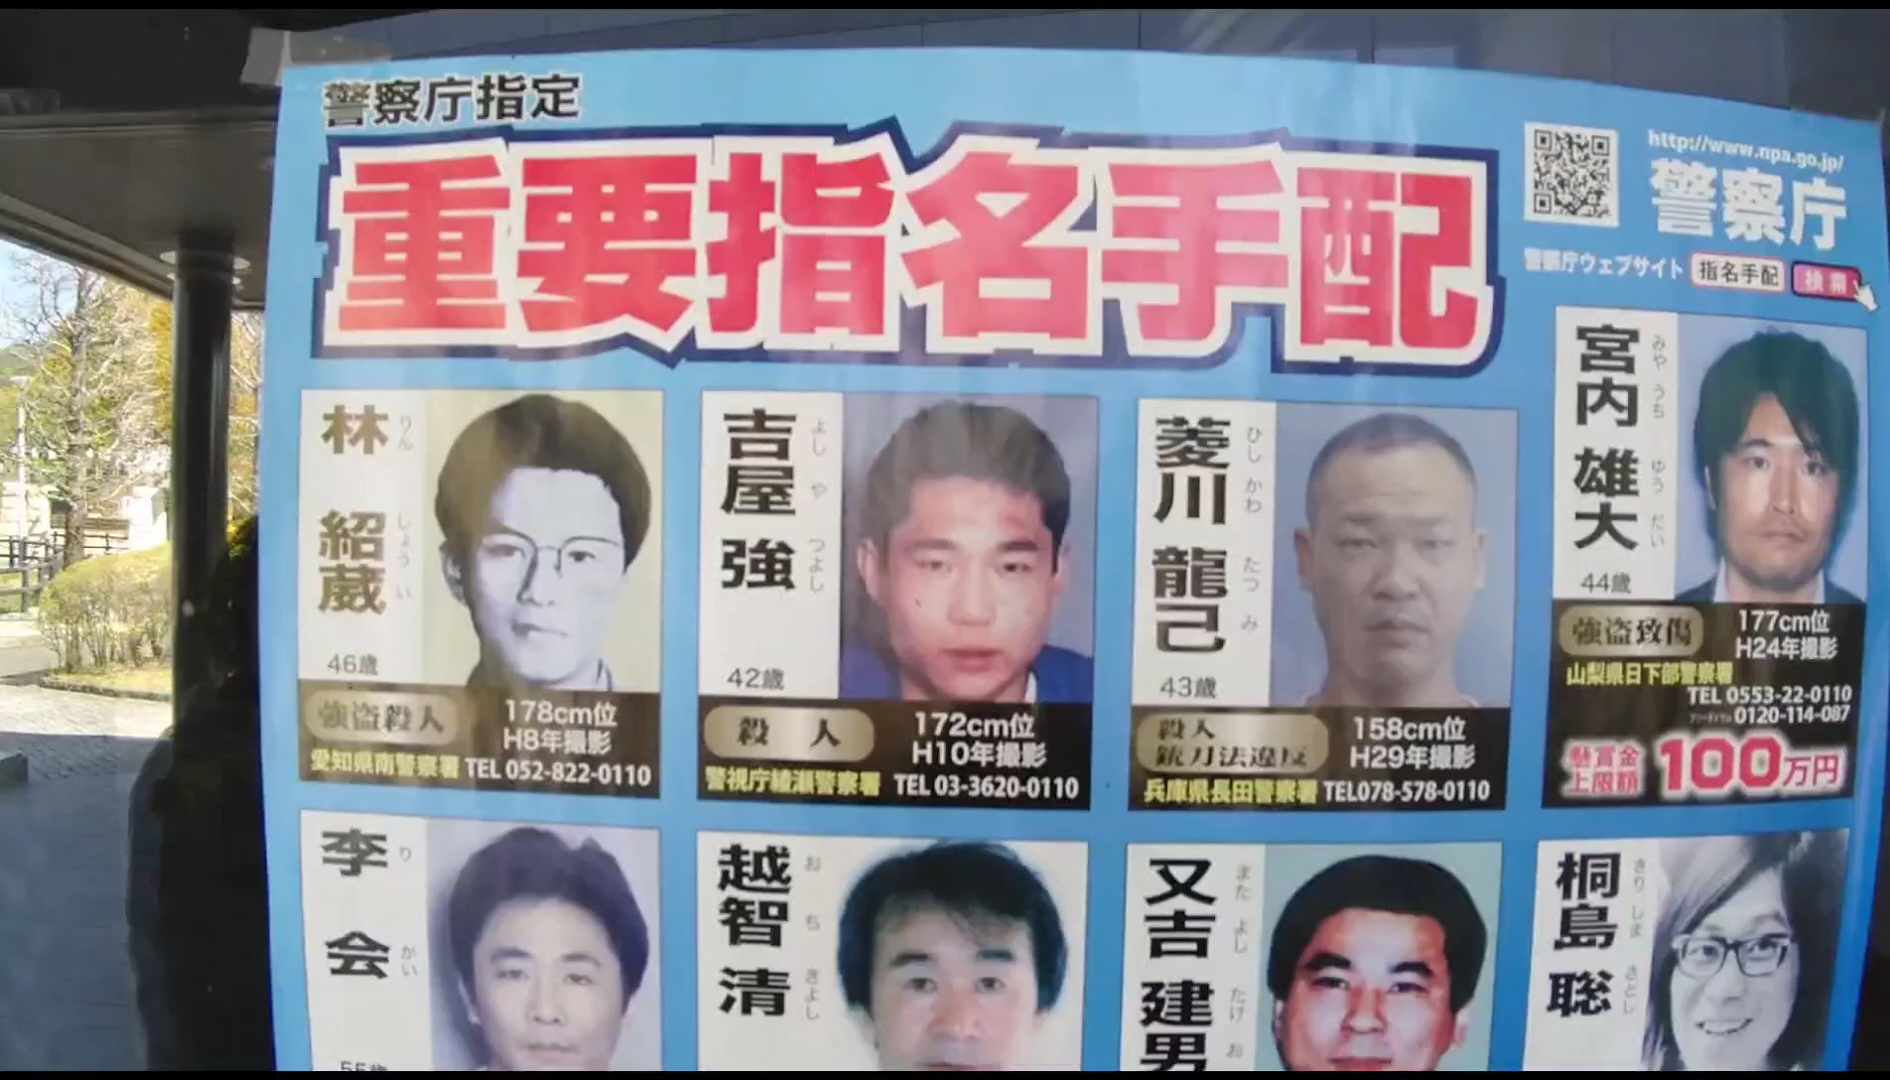 警察庁指定
重要指名手配
http://www.npa.go.jp/
警察庁
警察庁ウェブサイト 指名手配 検索
林 紹葳
りん しょう い
46歳
強盗殺人
178cm位
H8年撮影
愛知県南警察署 TEL 052-822-0110
吉屋 強
よし や つよし
42歳
殺人
172cm位
H10年撮影
警視庁綾瀬警察署 TEL 03-3620-0110
菱川 龍己
ひし かわ たつ み
43歳
殺人
銃刀法違反
158cm位
H29年撮影
兵庫県長田警察署 TEL078-578-0110
宮内 雄大
みや うち ゆう だい
44歳
強盗致傷
177cm位
H24年撮影
山梨県日下部警察署
TEL 0553-22-0110
フリーダイヤル 0120-114-087
懸賞金
上限額
100万円
李 会
り かい
55歳
越智 清
お ち きよし
又吉 建男
また よし たけ お
桐島 聡
きり しま さとし